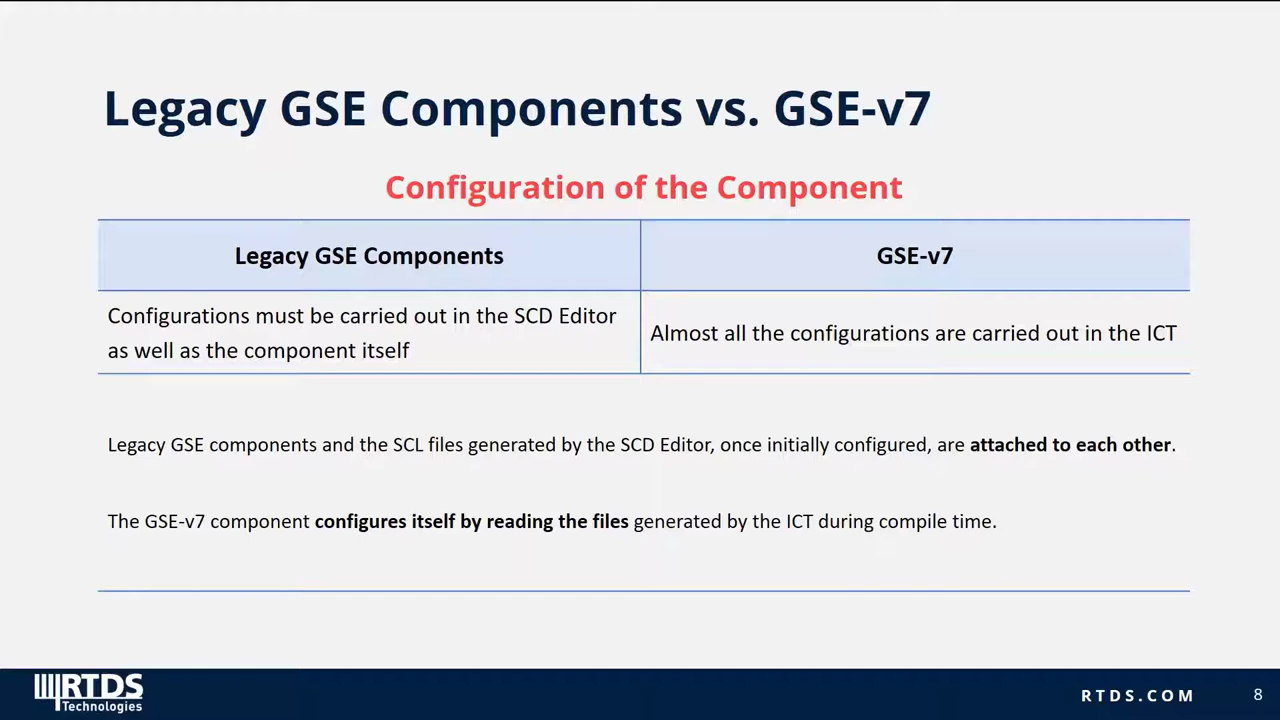 Legacy GSE Components vs. GSE-v7
Configuration of the Component
Legacy GSE Components
GSE-v7
Configurations must be carried out in the SCD Editor
as well as the component itself
Almost all the configurations are carried out in the ICT
Legacy GSE components and the SCL files generated by the SCD Editor, once initially configured, are attached to each other.
The GSE-v7 component configures itself by reading the files generated by the ICT during compile time.
RTDS
Technologies
RTDS.COM
8